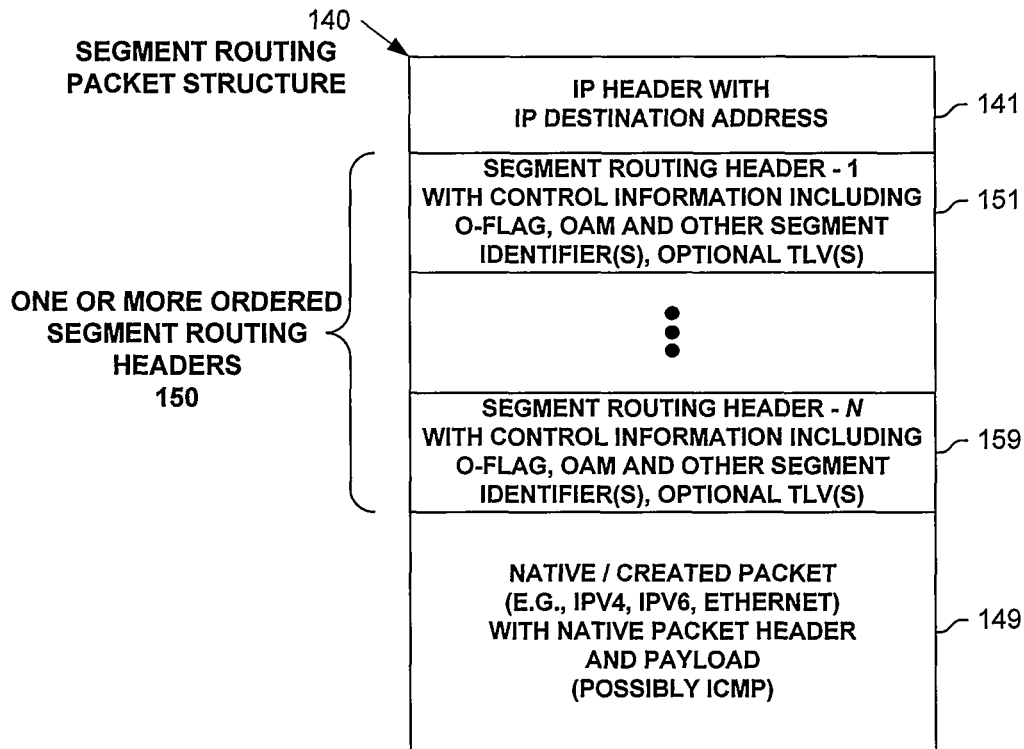 140
SEGMENT ROUTING
PACKET STRUCTURE
IP HEADER WITH
IP DESTINATION ADDRESS
141
SEGMENT ROUTING HEADER - 1
WITH CONTROL INFORMATION INCLUDING
O-FLAG, OAM AND OTHER SEGMENT
IDENTIFIER(S), OPTIONAL TLV(S)
151
ONE OR MORE ORDERED
SEGMENT ROUTING
HEADERS
150
SEGMENT ROUTING HEADER - N
WITH CONTROL INFORMATION INCLUDING
O-FLAG, OAM AND OTHER SEGMENT
IDENTIFIER(S), OPTIONAL TLV(S)
159
NATIVE / CREATED PACKET
(E.G., IPV4, IPV6, ETHERNET)
WITH NATIVE PACKET HEADER
AND PAYLOAD
(POSSIBLY ICMP)
149